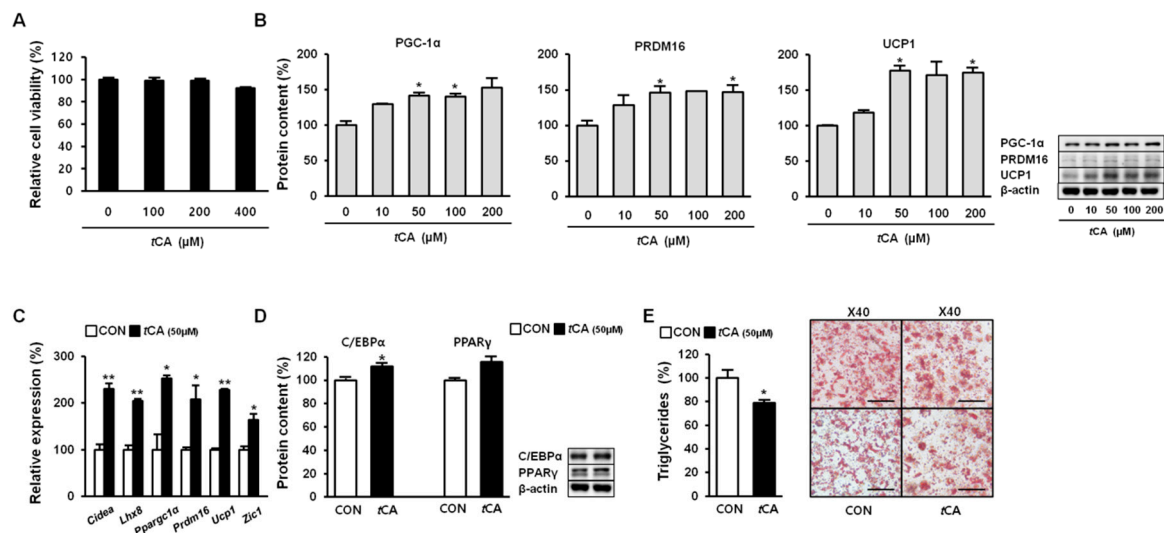 A
Relative cell viability (%)
120
100
80
60
40
20
0
0 100 200 400
tCA (μM)
B
Protein content (%)
PGC-1α
200
150
100
50
0
* *
0 10 50 100 200
tCA (μM)
PRDM16
200
150
100
50
0
* *
0 10 50 100 200
tCA (μM)
UCP1
200
150
100
50
0
* *
0 10 50 100 200
tCA (μM)
PGC-1α
PRDM16
UCP1
β-actin
0 10 50 100 200
tCA (μM)
C
CON tCA (50μM)
Relative expression (%)
300
200
100
0
** ** * * ** *
Cidea Lhx8 Ppargc1α Prdm16 Ucp1 Zic1
D
CON tCA (50μM)
Protein content (%)
C/EBPα PPARγ
120
100
80
60
40
20
0
*
CON tCA CON tCA
C/EBPα
PPARγ
β-actin
E
CON tCA (50μM)
Triglycerides (%)
120
100
80
60
40
20
0
*
CON tCA
X40 X40
CON tCA